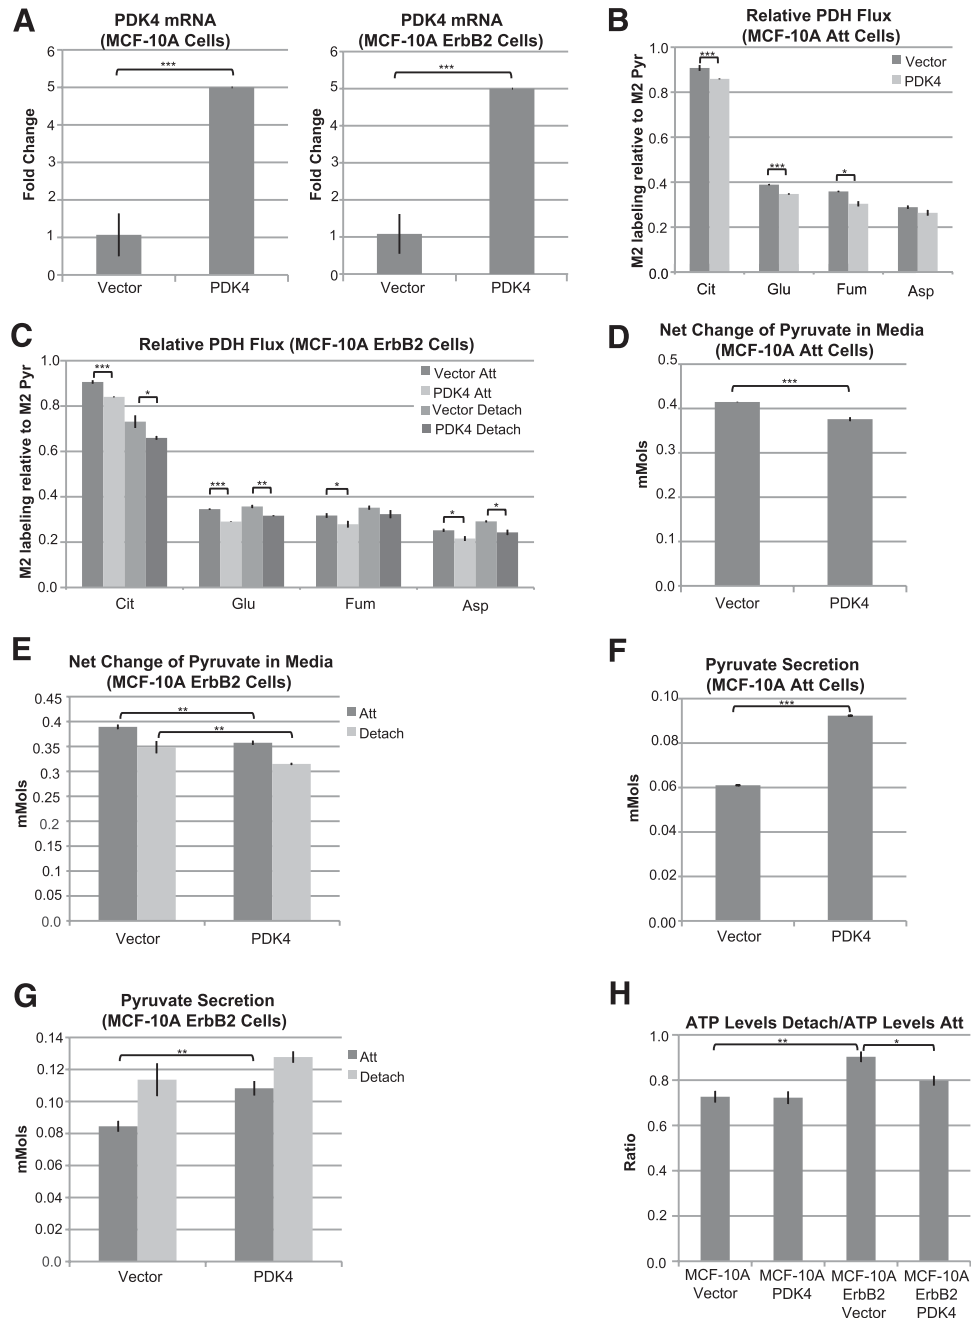 A
PDK4 mRNA
(MCF-10A Cells)
Fold Change
6
5
4
3
2
1
0
***
Vector
PDK4
PDK4 mRNA
(MCF-10A ErbB2 Cells)
Fold Change
6
5
4
3
2
1
0
***
Vector
PDK4
B
Relative PDH Flux
(MCF-10A Att Cells)
M2 labeling relative to M2 Pyr
1.0
0.8
0.6
0.4
0.2
0.0
***
***
*
Vector
PDK4
Cit
Glu
Fum
Asp
C
Relative PDH Flux (MCF-10A ErbB2 Cells)
M2 labeling relative to M2 Pyr
1.0
0.8
0.6
0.4
0.2
0.0
***
*
***
**
*
*
*
Vector Att
PDK4 Att
Vector Detach
PDK4 Detach
Cit
Glu
Fum
Asp
D
Net Change of Pyruvate in Media
(MCF-10A Att Cells)
mMols
0.5
0.4
0.3
0.2
0.1
0.0
***
Vector
PDK4
E
Net Change of Pyruvate in Media
(MCF-10A ErbB2 Cells)
mMols
0.45
0.4
0.35
0.3
0.25
0.2
0.15
0.1
0.05
0.0
**
**
Att
Detach
Vector
PDK4
F
Pyruvate Secretion
(MCF-10A Att Cells)
mMols
0.10
0.08
0.06
0.04
0.02
0.00
***
Vector
PDK4
G
Pyruvate Secretion
(MCF-10A ErbB2 Cells)
mMols
0.14
0.12
0.10
0.08
0.06
0.04
0.02
0.0
**
Att
Detach
Vector
PDK4
H
ATP Levels Detach/ATP Levels Att
Ratio
1.0
0.8
0.6
0.4
0.2
0.0
**
*
MCF-10A
Vector
MCF-10A
PDK4
MCF-10A
ErbB2
Vector
MCF-10A
ErbB2
PDK4